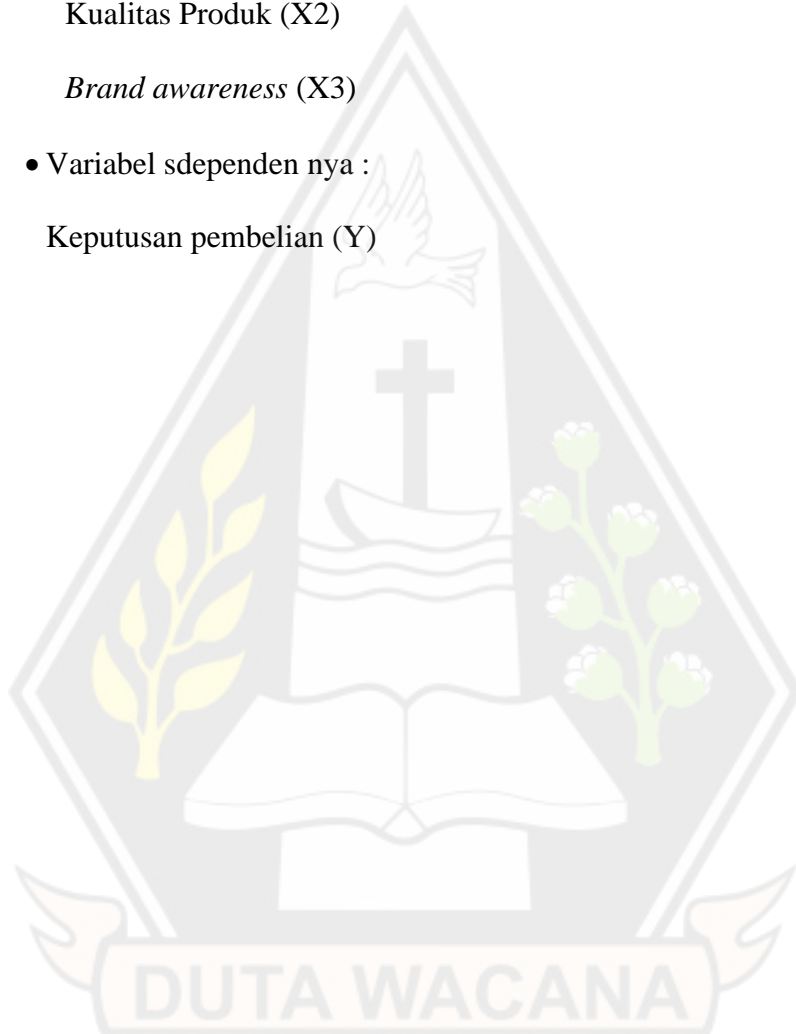 Kualitas Produk (X2)
Brand awareness (X3)
• Variabel sdependen nya :
Keputusan pembelian (Y)
DUTA WACANA